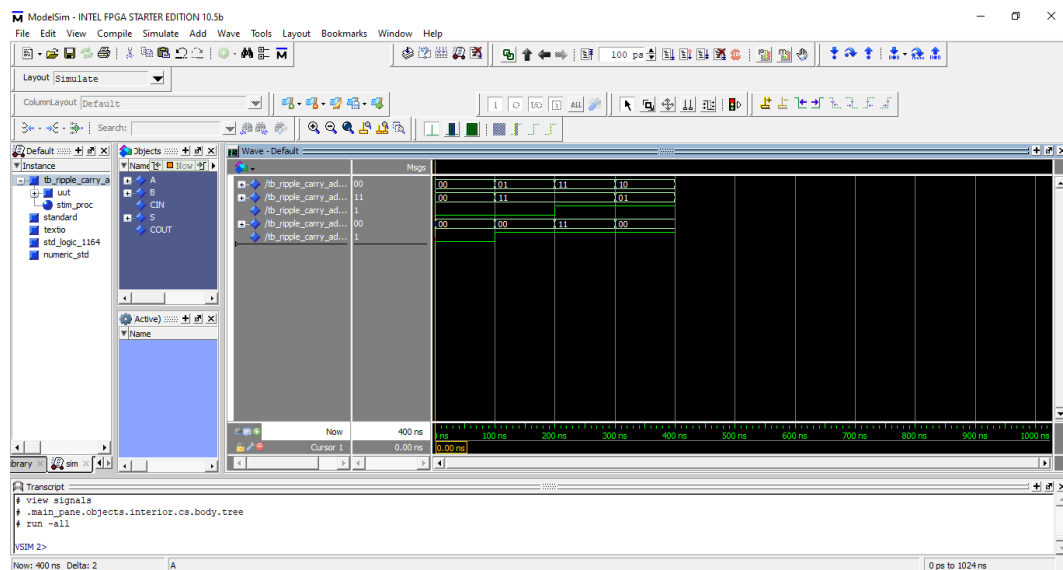 ModelSim - INTEL FPGA STARTER EDITION 10.5b
File Edit View Compile Simulate Add Wave Tools Layout Bookmarks Window Help
100 ps
Layout Simulate
ColumnLayout Default
Search:
Default
Instance
tb_ripple_carry_a
uut
stim_proc
standard
textio
std_logic_1164
numeric_std
Library
sim
Objects
Name Now
A
B
CIN
S
COUT
(Active)
Name
Wave - Default
Msgs
/tb_ripple_carry_ad... 00 00 01 11 10
/tb_ripple_carry_ad... 11 00 11 01
/tb_ripple_carry_ad... 1
/tb_ripple_carry_ad... 00 00 00 11 00
/tb_ripple_carry_ad... 1
Now 400 ns ns 100 ns 200 ns 300 ns 400 ns 500 ns 600 ns 700 ns 800 ns 900 ns 1000 ns
Cursor 1 0.00 ns 0.00 ns
Transcript
# view signals
# .main_pane.objects.interior.cs.body.tree
# run -all
VSIM 2>
Now: 400 ns Delta: 2 A 0 ps to 1024 ns